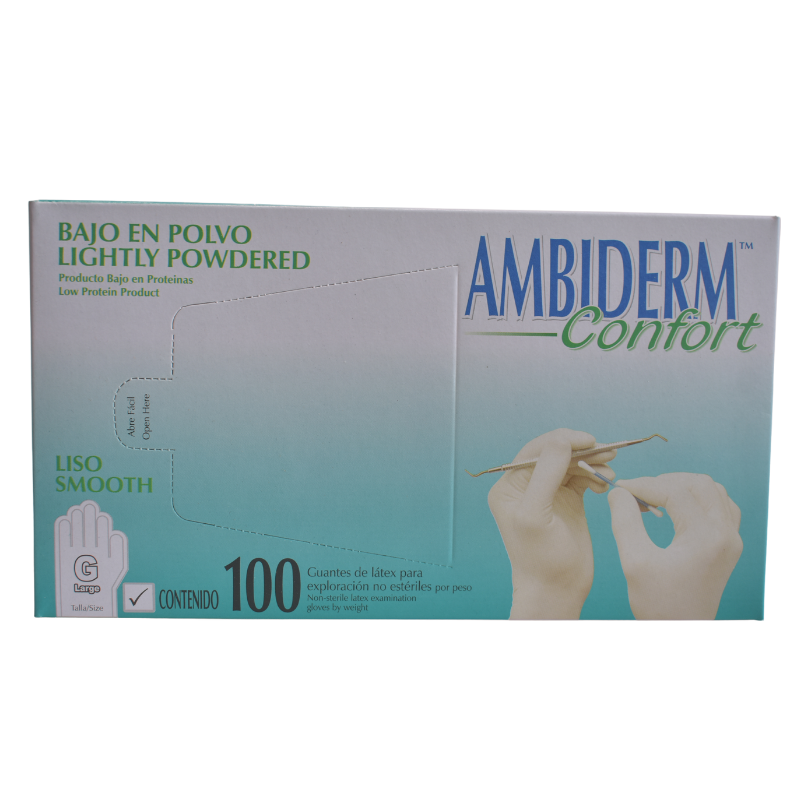 BAJO EN POLVO
LIGHTLY POWDERED
Producto Bajo en Proteinas
Low Protein Product
AMBIDERM™
Confort
Abre Fácil
Open Here
LISO
SMOOTH
G
Large
Talla/Size
CONTENIDO 100
Guantes de látex para
exploración no estériles por peso
Non-sterile latex examination
gloves by weight